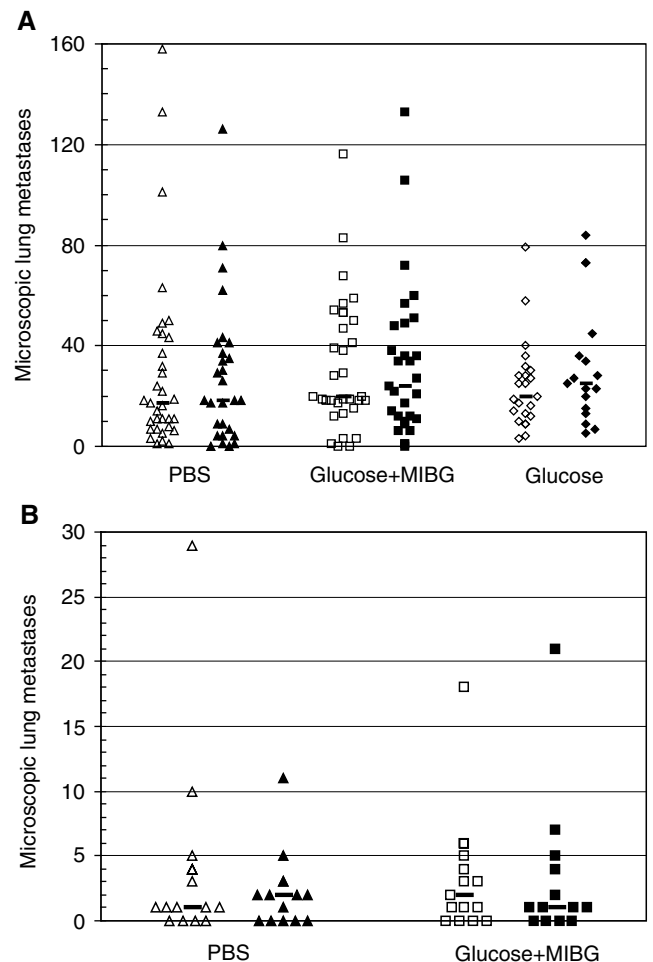 A
Microscopic lung metastases
160
120
80
40
0
PBS
Glucose+MIBG
Glucose
B
Microscopic lung metastases
30
25
20
15
10
5
0
PBS
Glucose+MIBG